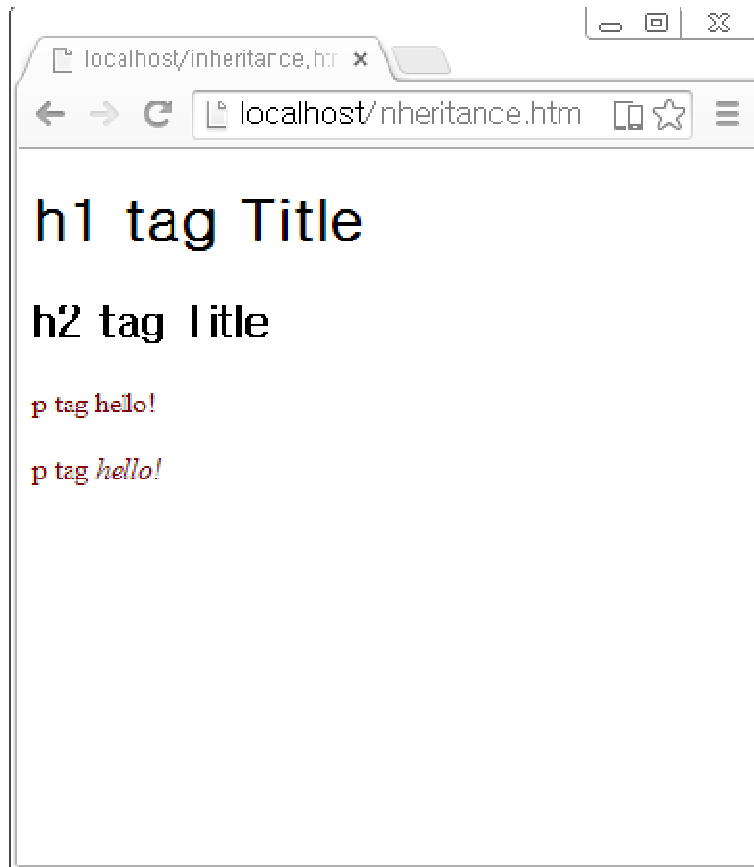 localhost/inheritance.htm
localhost/nheritance.htm
h1 tag Title
h2 tag Title
p tag hello!
p tag hello!